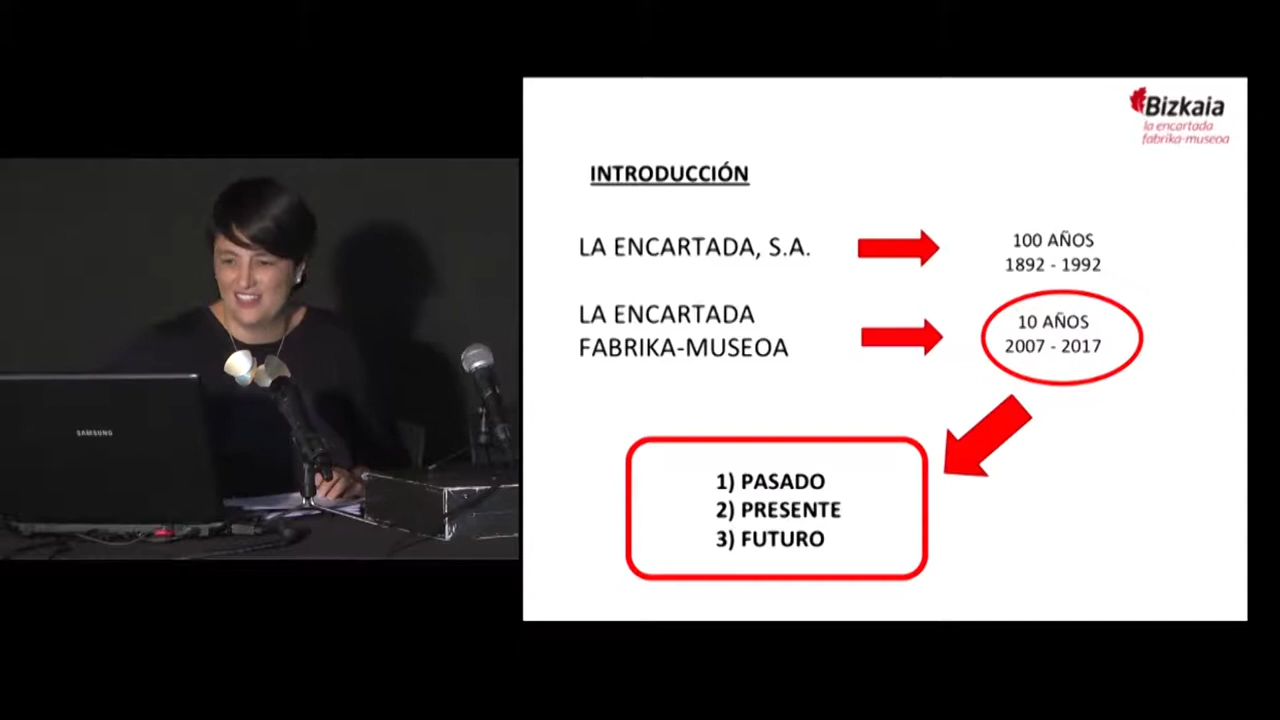 Bizkaia
la encartada
fabrika-museoa
INTRODUCCIÓN
LA ENCARTADA, S.A.
100 AÑOS
1892 - 1992
LA ENCARTADA
FABRIKA-MUSEOA
10 AÑOS
2007 - 2017
1) PASADO
2) PRESENTE
3) FUTURO
SAMSUNG